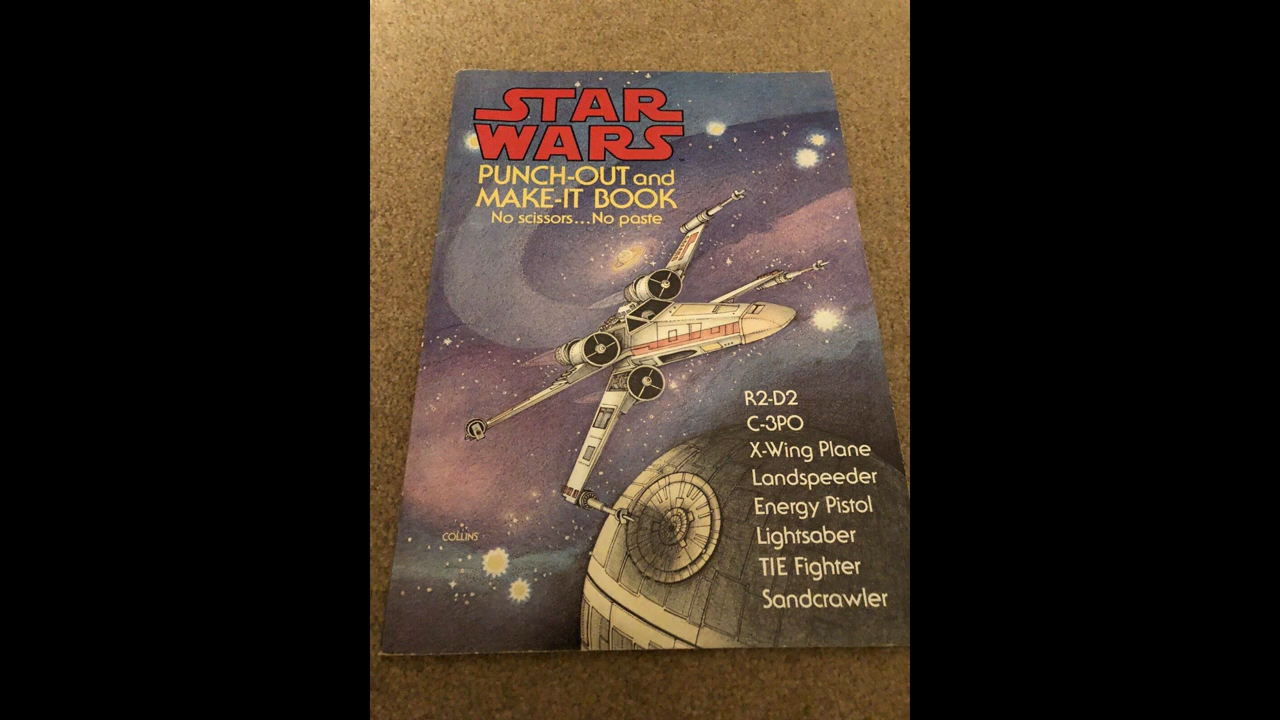 STAR
WARS
PUNCH-OUT and
MAKE-IT BOOK
No scissors...No paste
R2-D2
C-3PO
X-Wing Plane
Landspeeder
Energy Pistol
Lightsaber
TIE Fighter
Sandcrawler
COLLINS